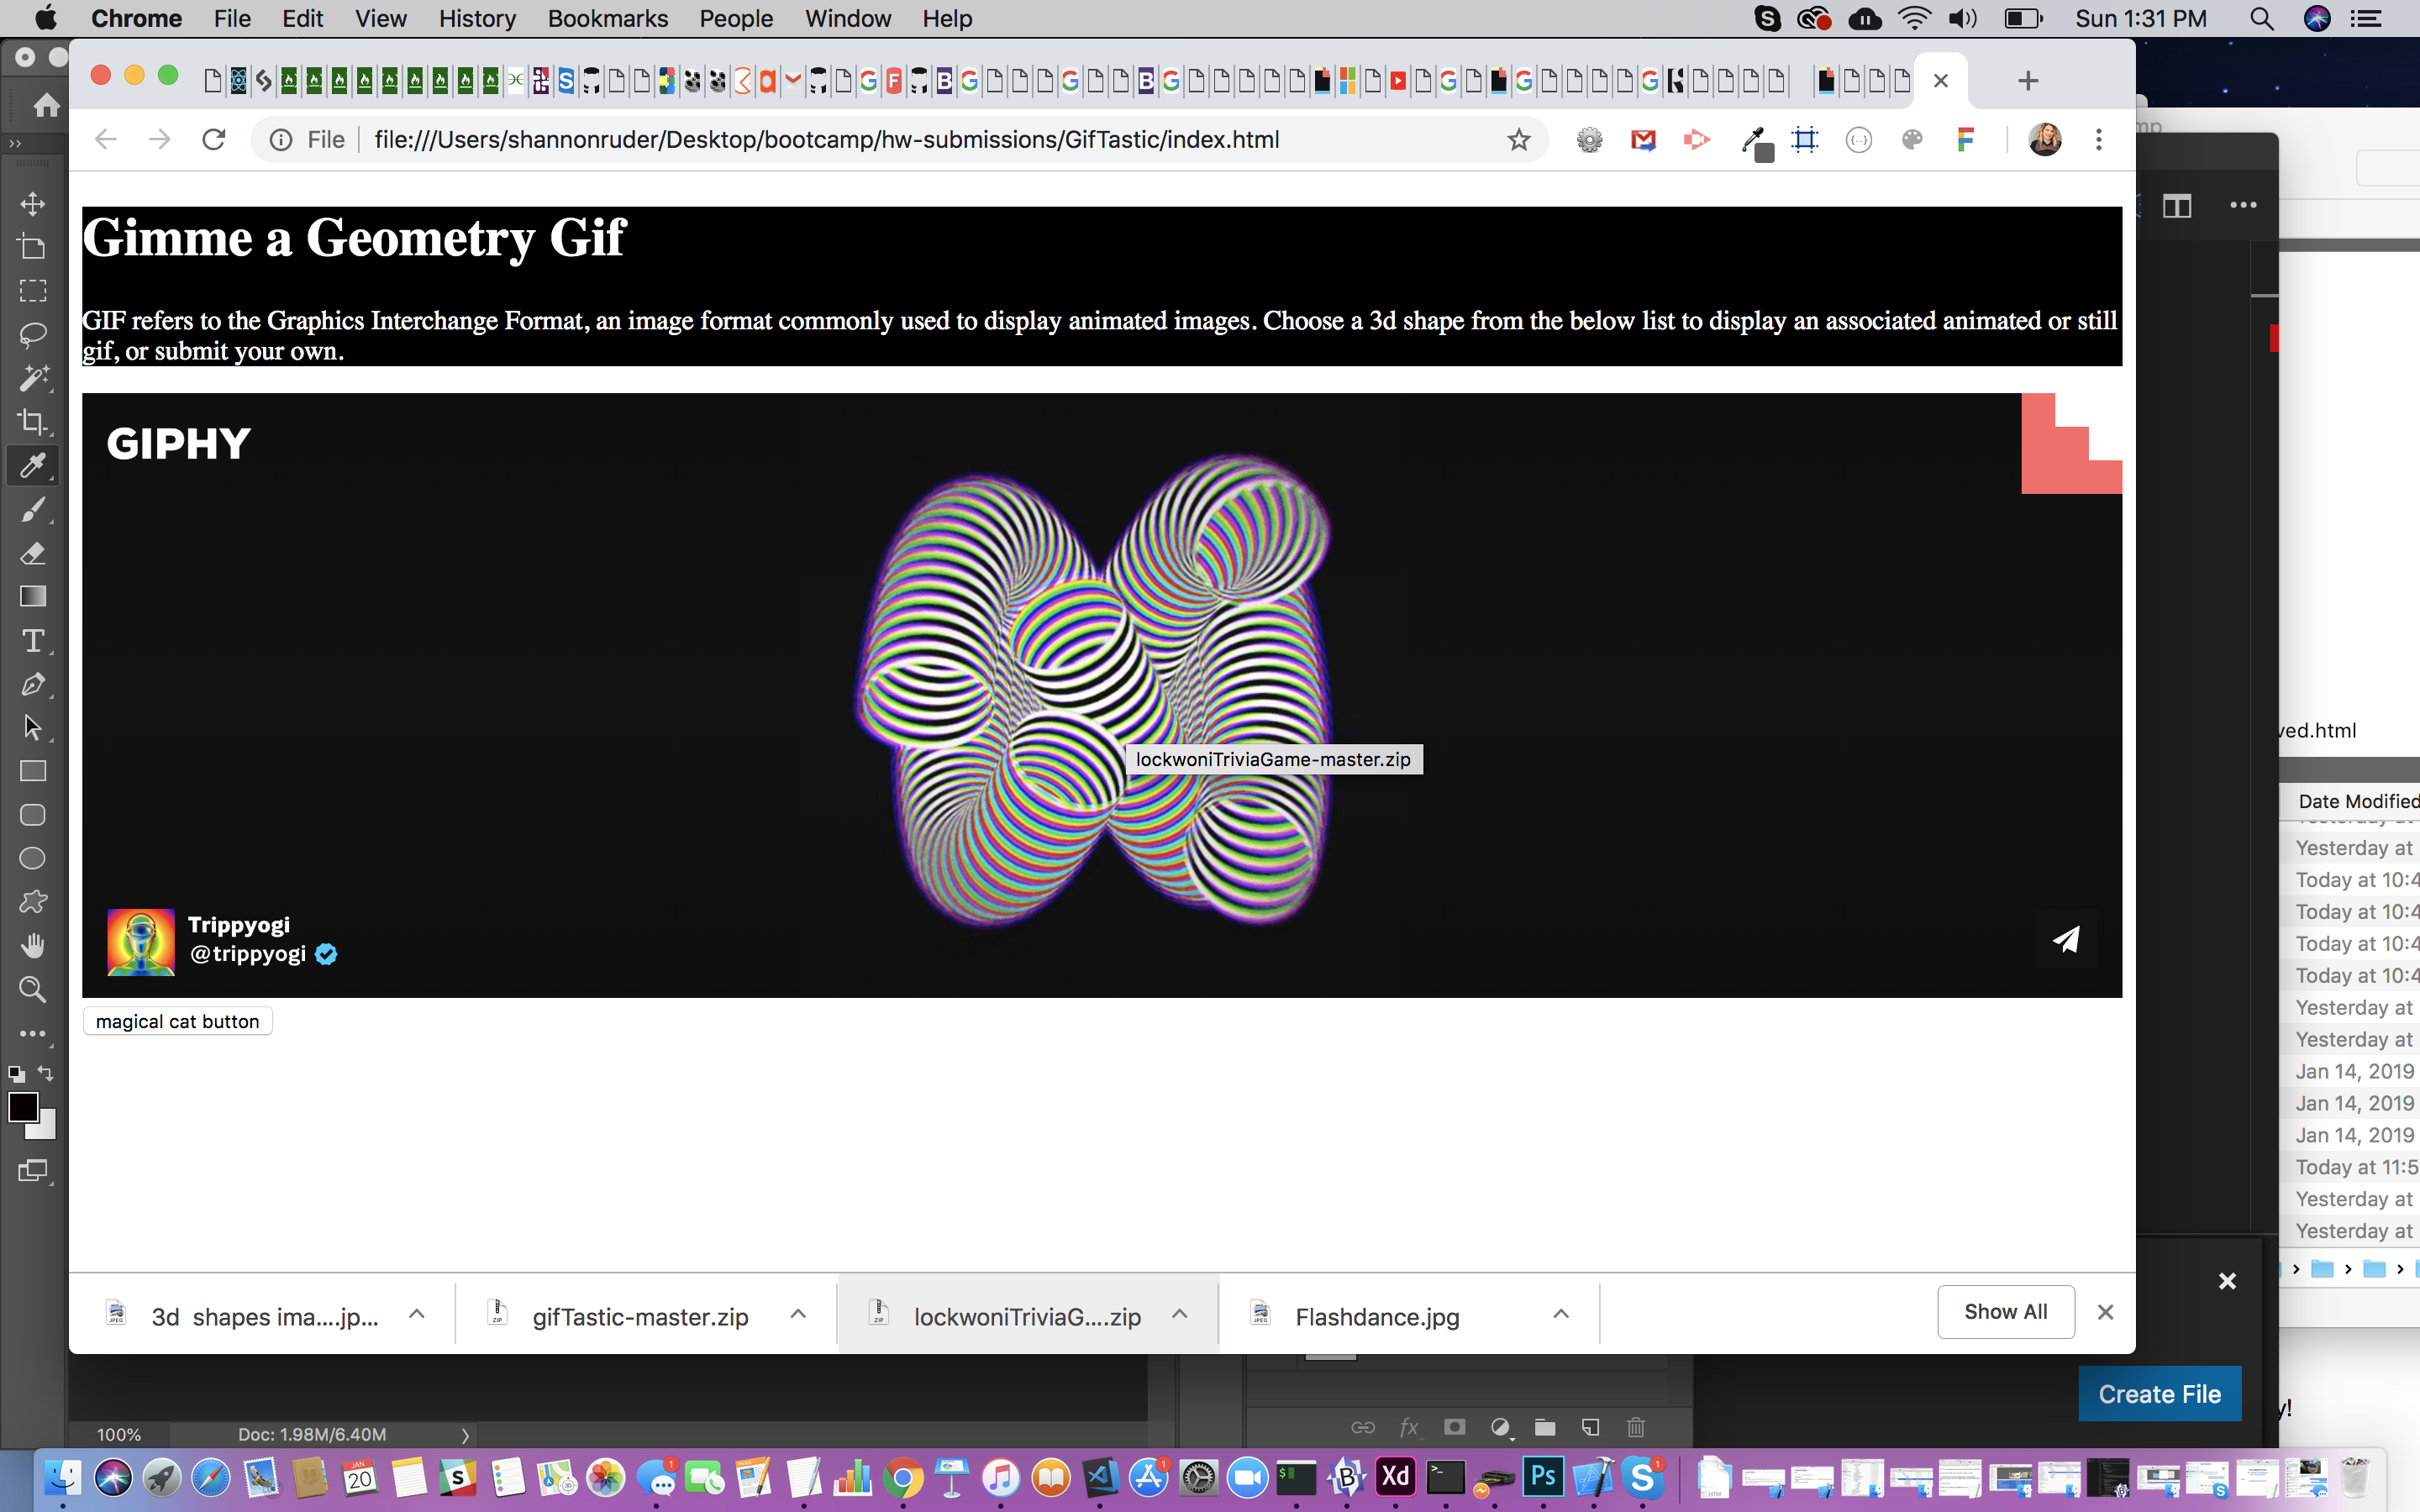 Chrome File Edit View History Bookmarks People Window Help
Sun 1:31 PM
File file:///Users/shannonruder/Desktop/bootcamp/hw-submissions/GifTastic/index.html
Gimme a Geometry Gif
GIF refers to the Graphics Interchange Format, an image format commonly used to display animated images. Choose a 3d shape from the below list to display an associated animated or still
gif, or submit your own.
GIPHY
lockwoniTriviaGame-master.zip
Trippyogi
@trippyogi
magical cat button
ved.html
Date Modified
Yesterday at
Today at 10:4
Today at 10:4
Today at 10:4
Today at 10:4
Yesterday at
Yesterday at
Jan 14, 2019
Jan 14, 2019
Jan 14, 2019
Today at 11:5
Yesterday at
Yesterday at
3d shapes ima....jp...
gifTastic-master.zip
lockwoniTriviaG....zip
Flashdance.jpg
Show All
Create File
y!
100%
Doc: 1.98M/6.40M
fx
JAN
20
Xd
Ps